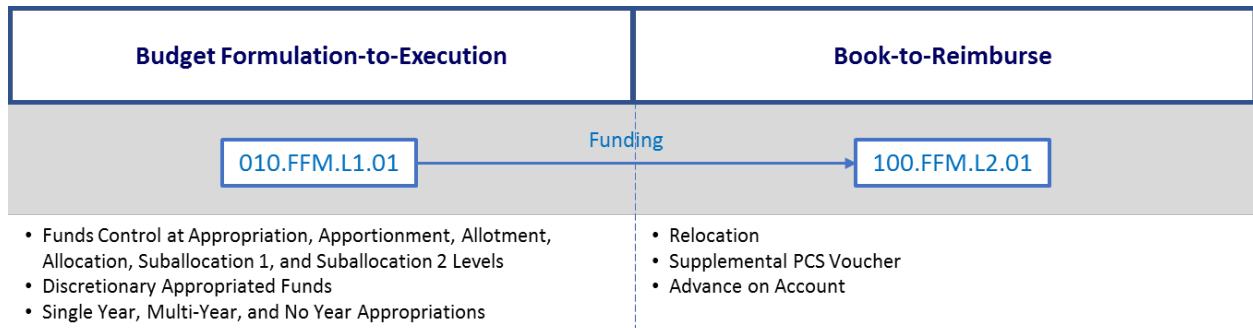 Budget Formulation-to-Execution
Book-to-Reimburse
Funding
010.FFM.L1.01
100.FFM.L2.01
• Funds Control at Appropriation, Apportionment, Allotment,
Allocation, Suballocation 1, and Suballocation 2 Levels
• Discretionary Appropriated Funds
• Single Year, Multi-Year, and No Year Appropriations
• Relocation
• Supplemental PCS Voucher
• Advance on Account